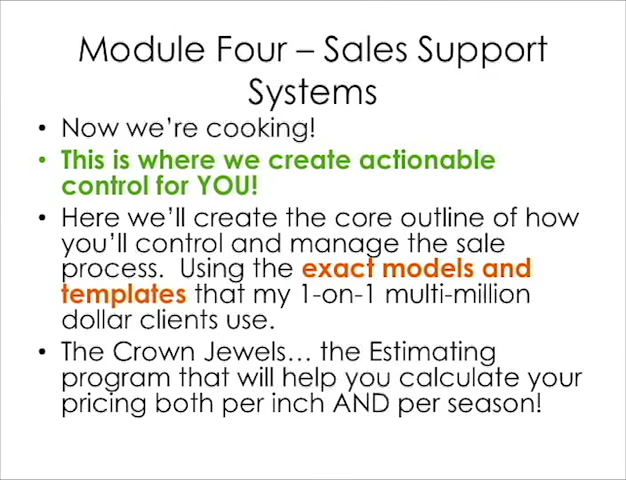 Module Four – Sales Support
Systems
• Now we're cooking!
• This is where we create actionable
control for YOU!
• Here we'll create the core outline of how
you'll control and manage the sale
process.  Using the exact models and
templates that my 1-on-1 multi-million
dollar clients use.
• The Crown Jewels… the Estimating
program that will help you calculate your
pricing both per inch AND per season!